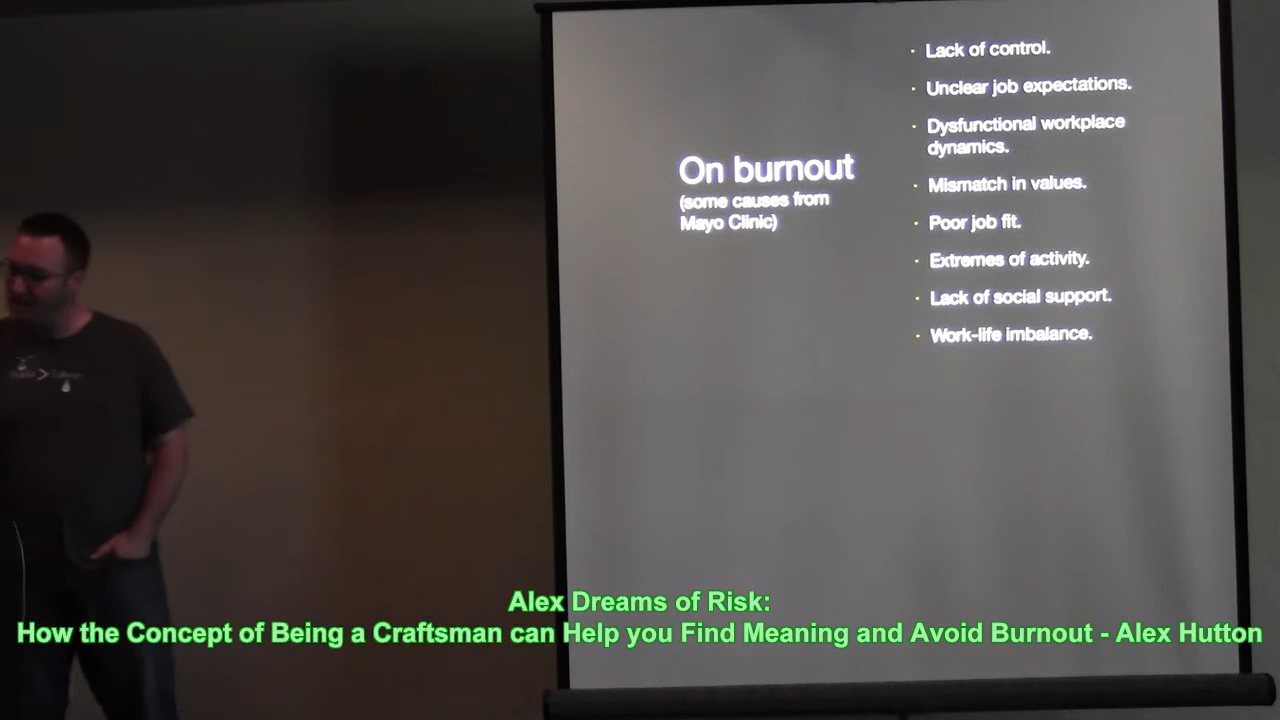 On burnout
(some causes from
Mayo Clinic)
· Lack of control.
· Unclear job expectations.
· Dysfunctional workplace
dynamics.
· Mismatch in values.
· Poor job fit.
· Extremes of activity.
· Lack of social support.
· Work-life imbalance.
>
Alex Dreams of Risk:
How the Concept of Being a Craftsman can Help you Find Meaning and Avoid Burnout - Alex Hutton